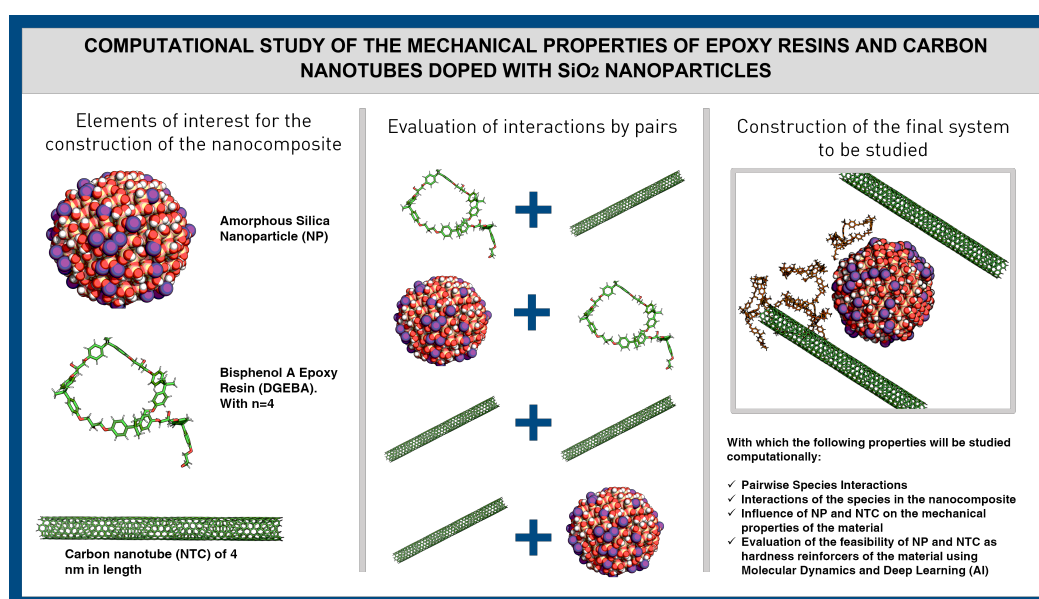 COMPUTATIONAL STUDY OF THE MECHANICAL PROPERTIES OF EPOXY RESINS AND CARBON
NANOTUBES DOPED WITH SiO2 NANOPARTICLES
Elements of interest for the
construction of the nanocomposite
Amorphous Silica
Nanoparticle (NP)
Bisphenol A Epoxy
Resin (DGEBA).
With n=4
Carbon nanotube (NTC) of 4
nm in length
Evaluation of interactions by pairs
Construction of the final system
to be studied
With which the following properties will be studied
computationally:
✓ Pairwise Species Interactions
✓ Interactions of the species in the nanocomposite
✓ Influence of NP and NTC on the mechanical
properties of the material
✓ Evaluation of the feasibility of NP and NTC as
hardness reinforcers of the material using
Molecular Dynamics and Deep Learning (AI)